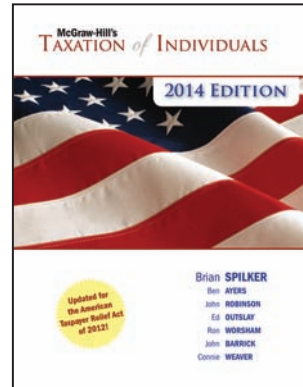 McGraw-Hill's
TAXATION of INDIVIDUALS
2014 EDITION
Updated for
the American
Taxpayer Relief Act
of 2012!
Brian SPILKER
Ben AYERS
John ROBINSON
Ed OUTSLAY
Ron WORSHAM
John BARRICK
Connie WEAVER